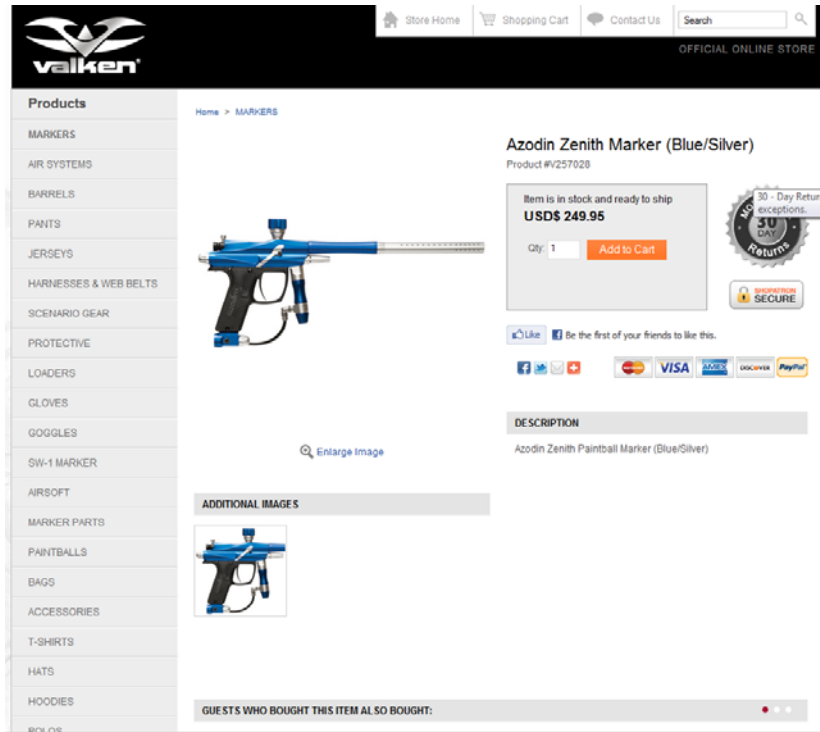 Store Home
Shopping Cart
Contact Us
Search
valken
OFFICIAL ONLINE STORE
Products
MARKERS
AIR SYSTEMS
BARRELS
PANTS
JERSEYS
HARNESSES & WEB BELTS
SCENARIO GEAR
PROTECTIVE
LOADERS
GLOVES
GOGGLES
SW-1 MARKER
AIRSOFT
MARKER PARTS
PAINTBALLS
BAGS
ACCESSORIES
T-SHIRTS
HATS
HOODIES
POLOS
Home > MARKERS
Azodin Zenith Marker (Blue/Silver)
Product #V257028
Item is in stock and ready to ship
USD$ 249.95
Qty: 1
Add to Cart
30 - Day Retur
exceptions.
30
DAY
Returns
SHOPATRON
SECURE
Like
Be the first of your friends to like this.
VISA
AMEX
DISCOVER
PayPal
DESCRIPTION
Azodin Zenith Paintball Marker (Blue/Silver)
Enlarge Image
ADDITIONAL IMAGES
GUESTS WHO BOUGHT THIS ITEM ALSO BOUGHT: